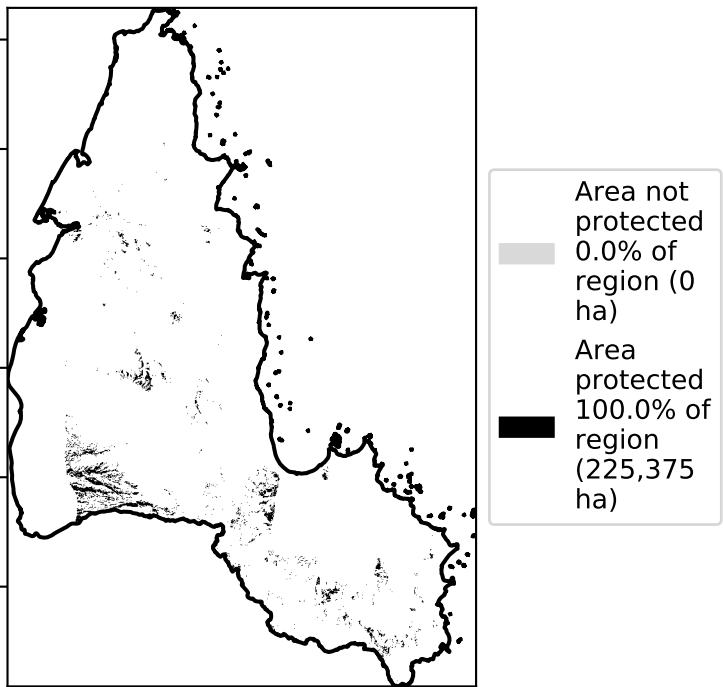 Area not
protected
0.0% of
region (0
ha)
Area
protected
100.0% of
region
(225,375
ha)